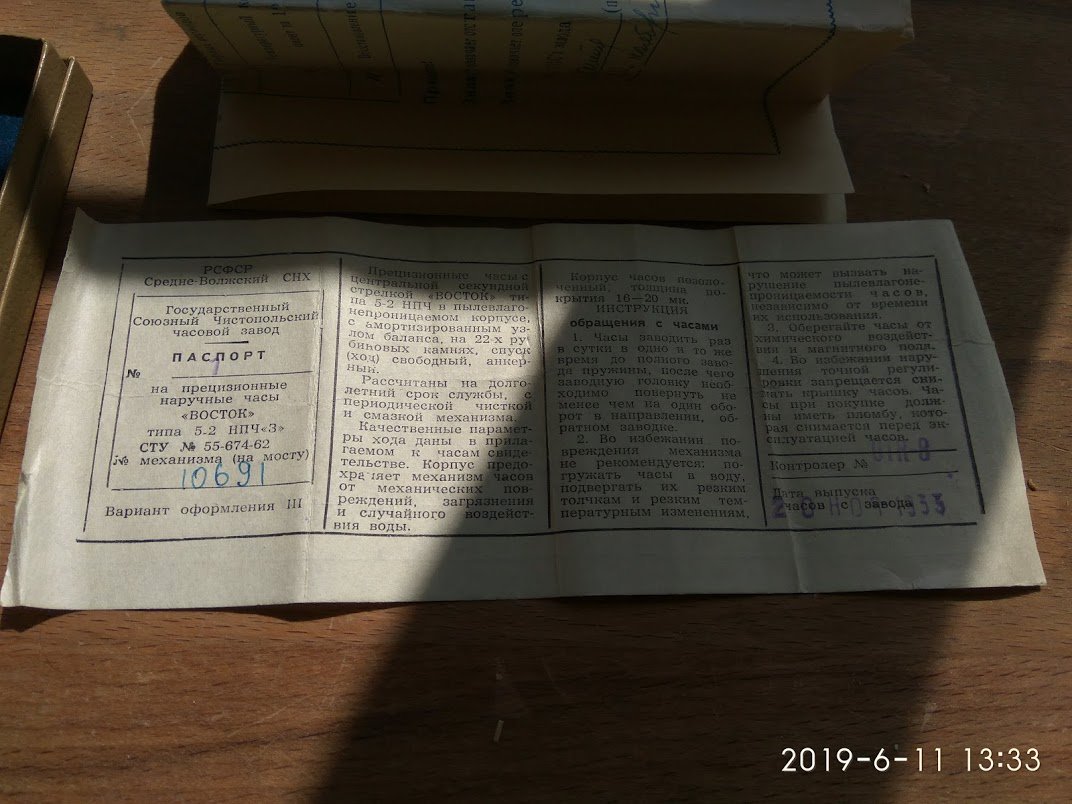 Прецизионные
РСФСР
Средне-Волжский СНХ
Государственный
Союзный Чистопольский
часовой завод
ПАСПОРТ
№
на прецизионные
наручные часы
«ВОСТОК»
типа 5.2 НПЧ«З»
СТУ № 55-674-62
№ механизма (на мосту)
10691
Вариант оформления III
Прецизионные часы с
центральной секундной
стрелкой «ВОСТОК» ти-
па 5-2 НПЧ в пылевлаго-
непроницаемом корпусе,
с амортизированным уз-
лом баланса, на 22-х ру-
биновых камнях, спуск
(ход) свободный, анкер-
ный.
Рассчитаны на долго-
летний срок службы, с
периодической чисткой
и смазкой механизма.
Качественные парамет-
ры хода даны в прила-
гаемом к часам свиде-
тельстве. Корпус предо-
храняет механизм часов
от механических пов-
реждений, загрязнения
и случайного воздейст-
вия воды.
Корпус часов позоло-
ченный, толщина по-
крытия 16—20 мк.
ИНСТРУКЦИЯ
обращения с часами
1. Часы заводить раз
в сутки в одно и то же
время до полного заво-
да пружины, после чего
заводную головку необ-
ходимо повернуть не
менее чем на один обо-
рот в направлении, об-
ратном заводке.
2. Во избежании по-
вреждения механизма
не рекомендуется: по-
гружать часы в воду,
подвергать их резким
толчкам и резким тем-
пературным изменениям,
что может вызвать на-
рушение пылевлагоне-
проницаемости часов,
независимо от времени
их использования.
3. Оберегайте часы от
химического воздейст-
вия и магнитного поля.
4. Во избежании нару-
шения точной регули-
ровки запрещается сни-
мать крышку часов. Ча-
сы при покупке долж-
ны иметь пломбу, кото-
рая снимается перед эк-
сплуатацией часов.
Контролер №
Дата выпуска
часов с завода
2019-6-11 13:33